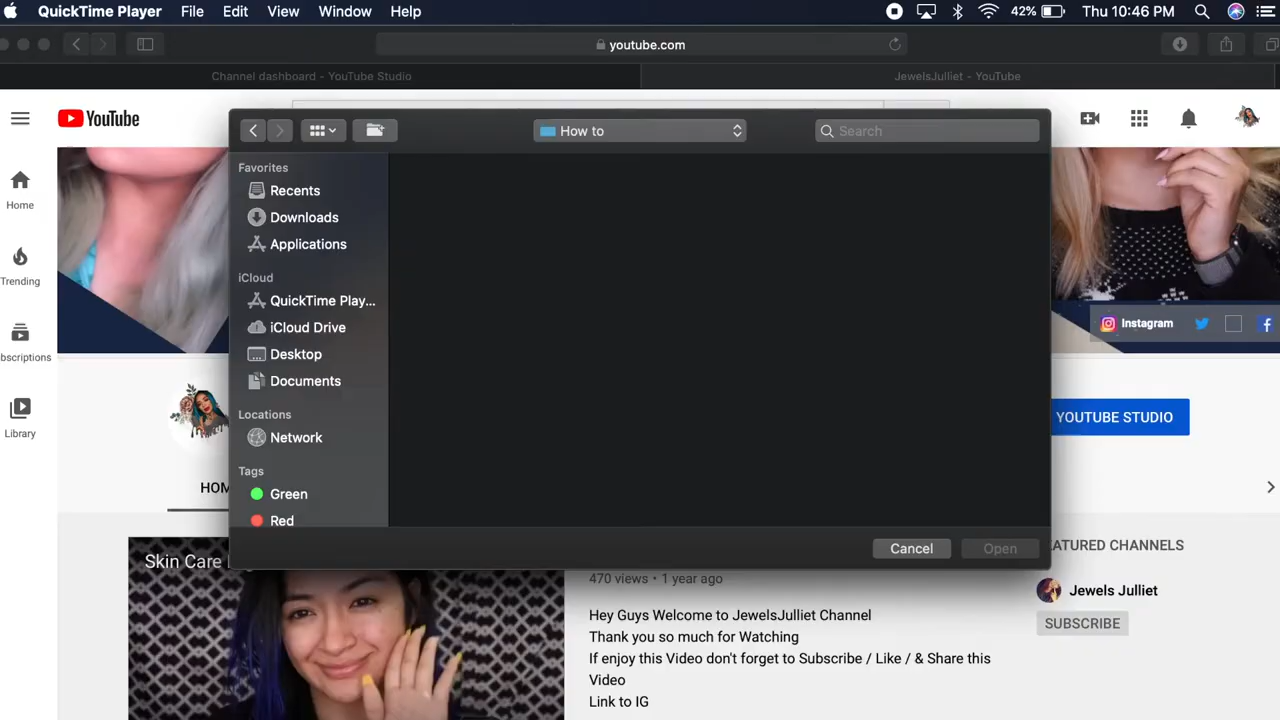 QuickTime Player File Edit View Window Help 42% Thu 10:46 PM
youtube.com
Channel dashboard - YouTube Studio JewelsJulliet - YouTube
YouTube
How to
Search
Favorites
Recents
Downloads
Applications
iCloud
QuickTime Play...
iCloud Drive
Desktop
Documents
Locations
Network
Tags
Green
Red
Cancel Open
Home
Trending
bscriptions
Library
Instagram
YOUTUBE STUDIO
HOM
Skin Care
470 views • 1 year ago
Hey Guys Welcome to JewelsJulliet Channel
Thank you so much for Watching
If enjoy this Video don't forget to Subscribe / Like / & Share this
Video
Link to IG
ATURED CHANNELS
Jewels Julliet
SUBSCRIBE